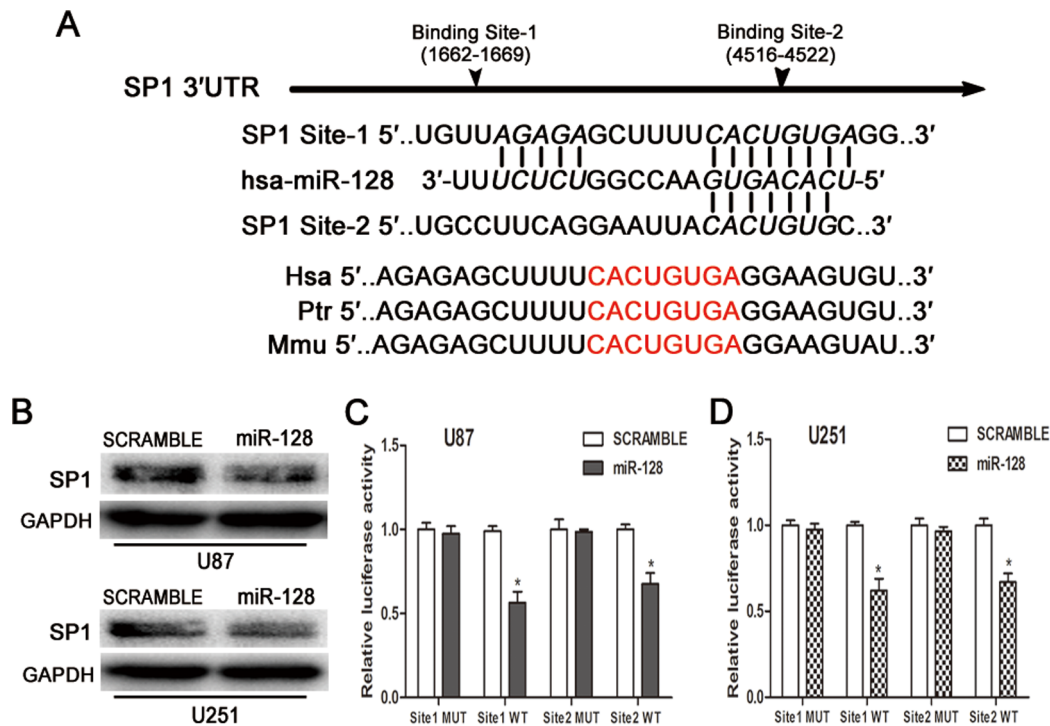 A
Binding Site-1
(1662-1669)
Binding Site-2
(4516-4522)
SP1 3′UTR
SP1 Site-1 5′..UGUUAGAGAGCUUUUCACUGUGAGG..3′
hsa-miR-128 3′-UUUCUCUGGCCAAGUGACACU-5′
SP1 Site-2 5′..UGCCUUCAGGAAUUACACUGUGC..3′
Hsa 5′..AGAGAGCUUUUCACUGUGAGGAAGUGU..3′
Ptr 5′..AGAGAGCUUUUCACUGUGAGGAAGUGU..3′
Mmu 5′..AGAGAGCUUUUCACUGUGAGGAAGUAU..3′
B
SCRAMBLE miR-128
SP1
GAPDH
U87
SCRAMBLE miR-128
SP1
GAPDH
U251
C
U87
SCRAMBLE
miR-128
Relative luciferase activity
1.5
1.0
0.5
0.0
*
*
Site1 MUT Site1 WT Site2 MUT Site2 WT
D
U251
SCRAMBLE
miR-128
Relative luciferase activity
1.5
1.0
0.5
0.0
*
*
Site1 MUT Site1 WT Site2 MUT Site2 WT